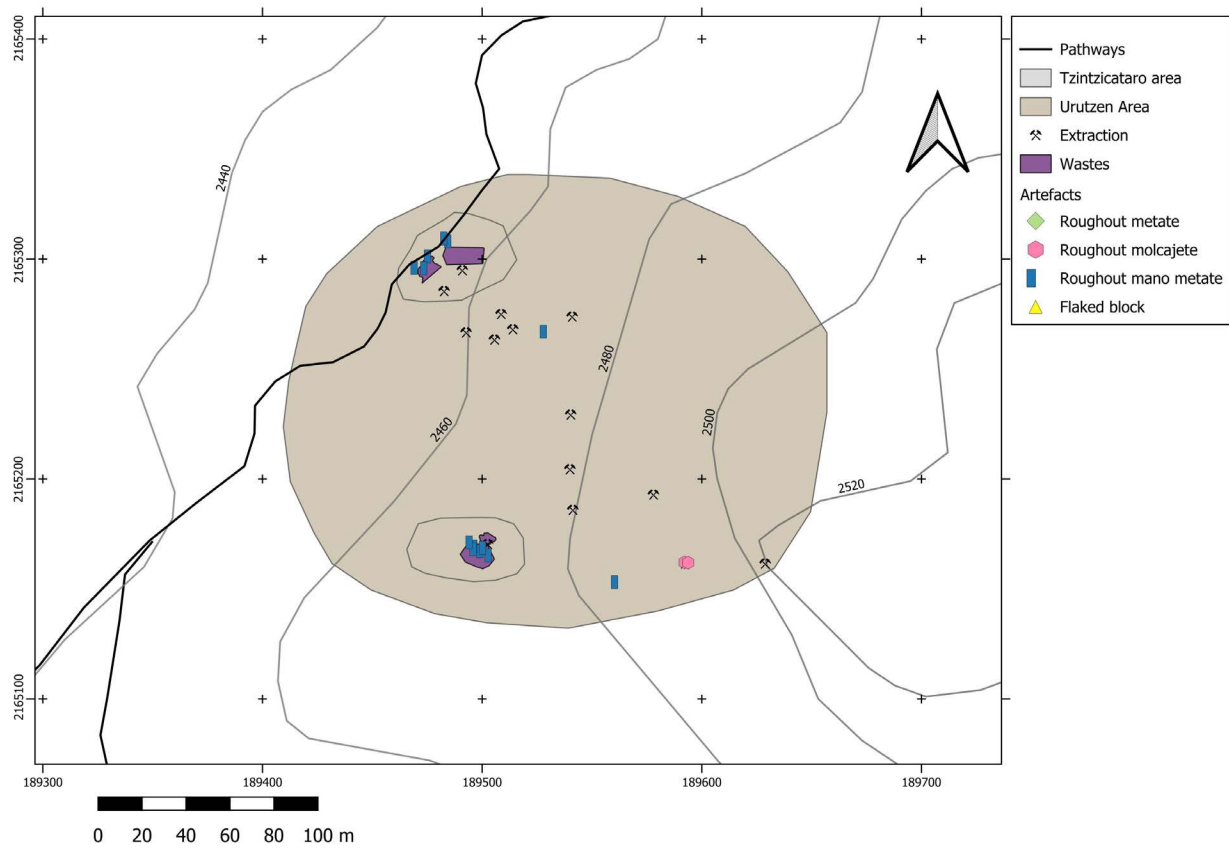 2165400
2165300
2165200
2165100
2440
2460
2480
2500
2520
189300
189400
189500
189600
189700
0 20 40 60 80 100 m
Pathways
Tzintzicataro area
Urutzen Area
Extraction
Wastes
Artefacts
Roughout metate
Roughout molcajete
Roughout mano metate
Flaked block